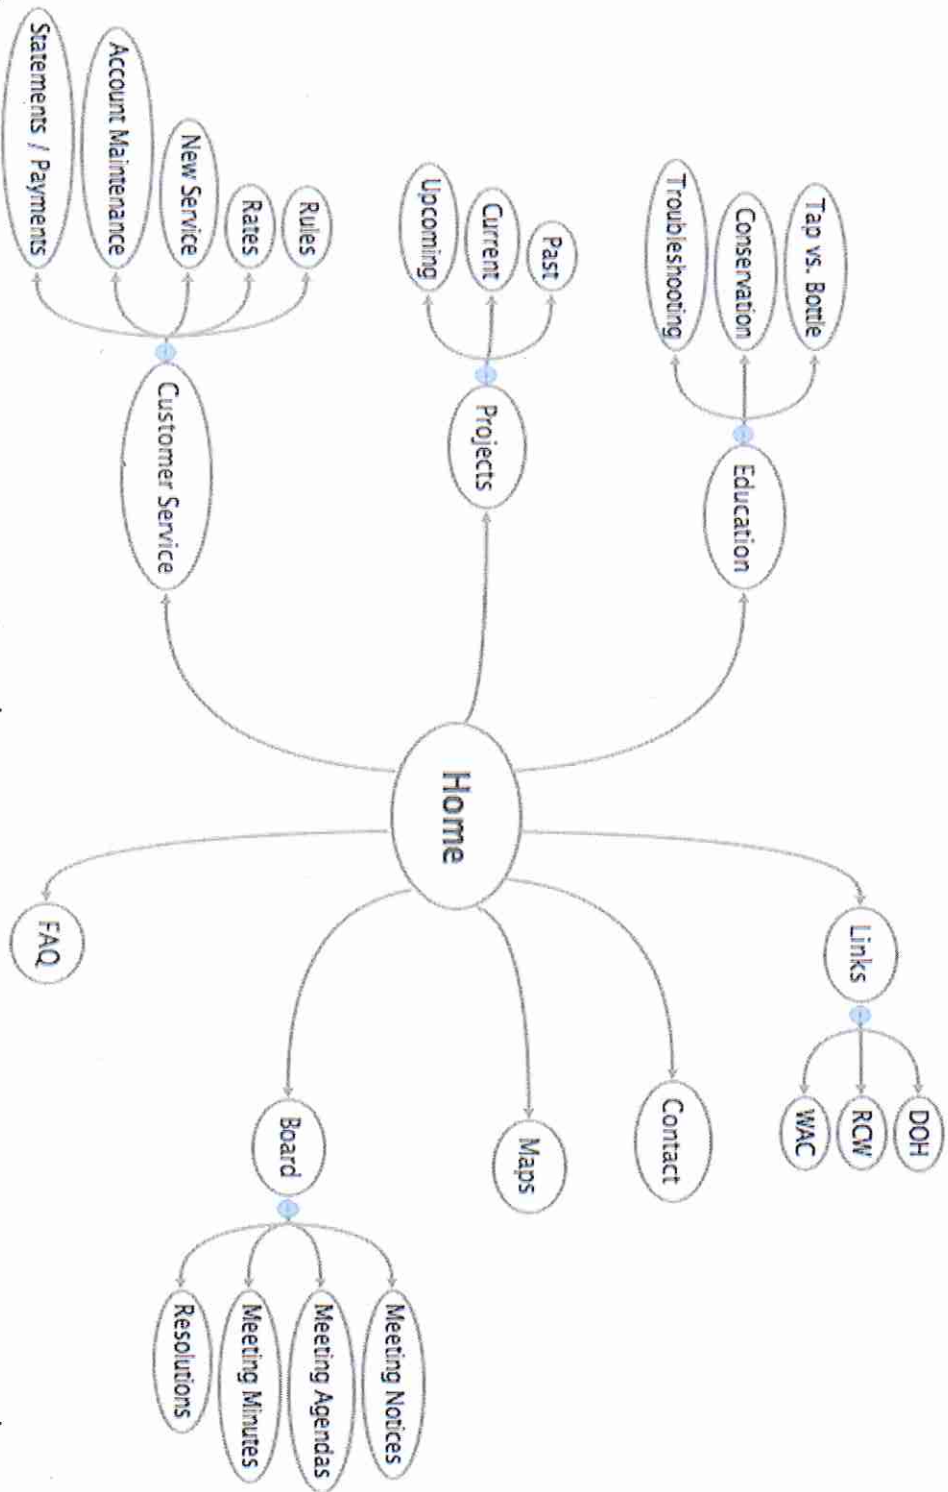 Home
Education
Tap vs. Bottle
Conservation
Troubleshooting
Projects
Past
Current
Upcoming
Customer Service
Rules
Rates
New Service
Account Maintenance
Statements / Payments
Links
DOH
RCW
WAC
Contact
Maps
Board
Meeting Notices
Meeting Agendas
Meeting Minutes
Resolutions
FAQ